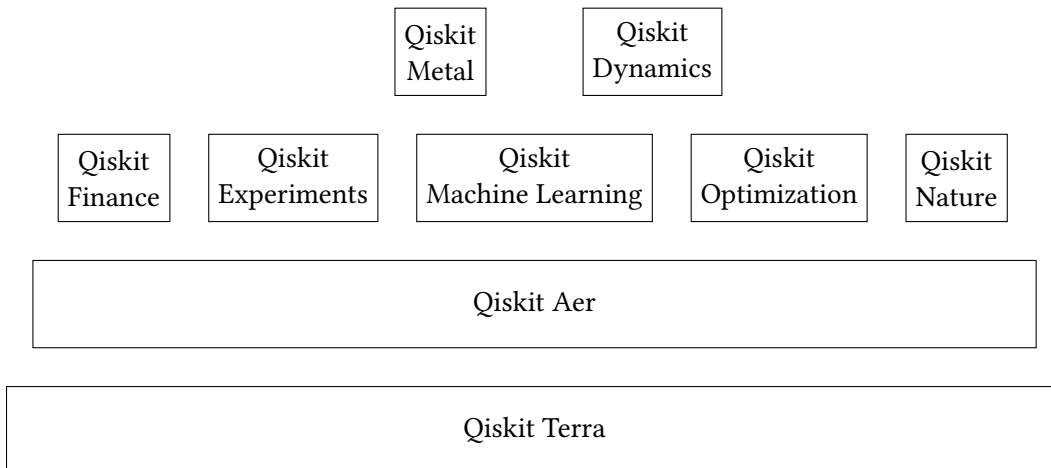 Qiskit
Metal
Qiskit
Dynamics
Qiskit
Finance
Qiskit
Experiments
Qiskit
Machine Learning
Qiskit
Optimization
Qiskit
Nature
Qiskit Aer
Qiskit Terra